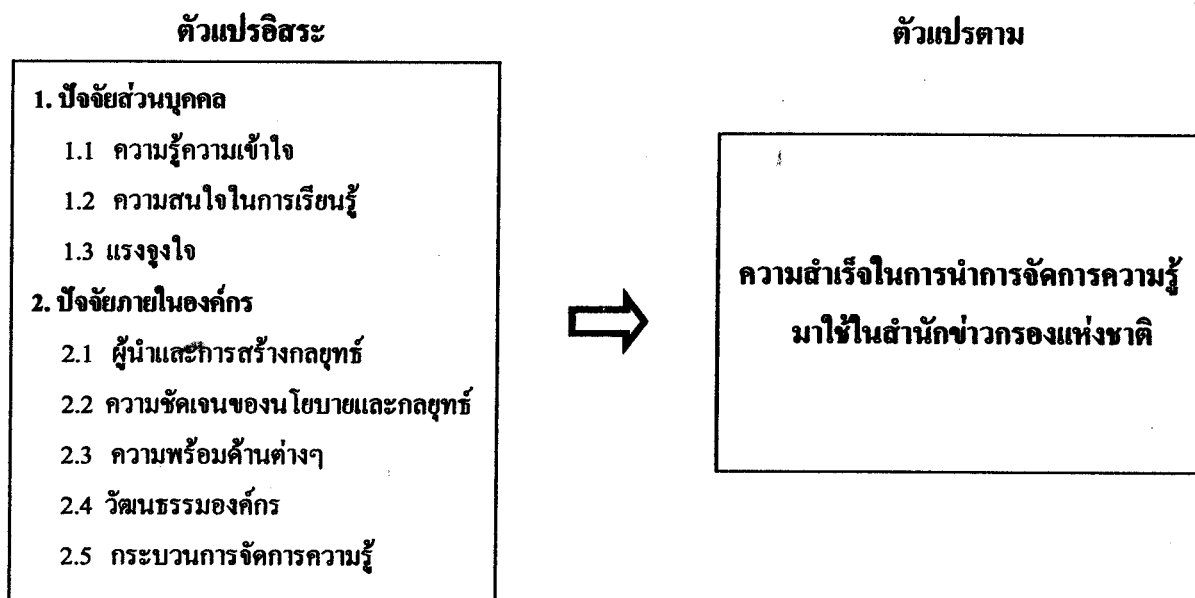 ตัวแปรอิสระ
1. ปัจจัยส่วนบุคคล
1.1 ความรู้ความเข้าใจ
1.2 ความสนใจในการเรียนรู้
1.3 แรงจูงใจ
2. ปัจจัยภายในองค์กร
2.1 ผู้นำและการสร้างกลยุทธ์
2.2 ความชัดเจนของนโยบายและกลยุทธ์
2.3 ความพร้อมด้านต่างๆ
2.4 วัฒนธรรมองค์กร
2.5 กระบวนการจัดการความรู้
ตัวแปรตาม
ความสำเร็จในการนำการจัดการความรู้
มาใช้ในสำนักข่าวกรองแห่งชาติ